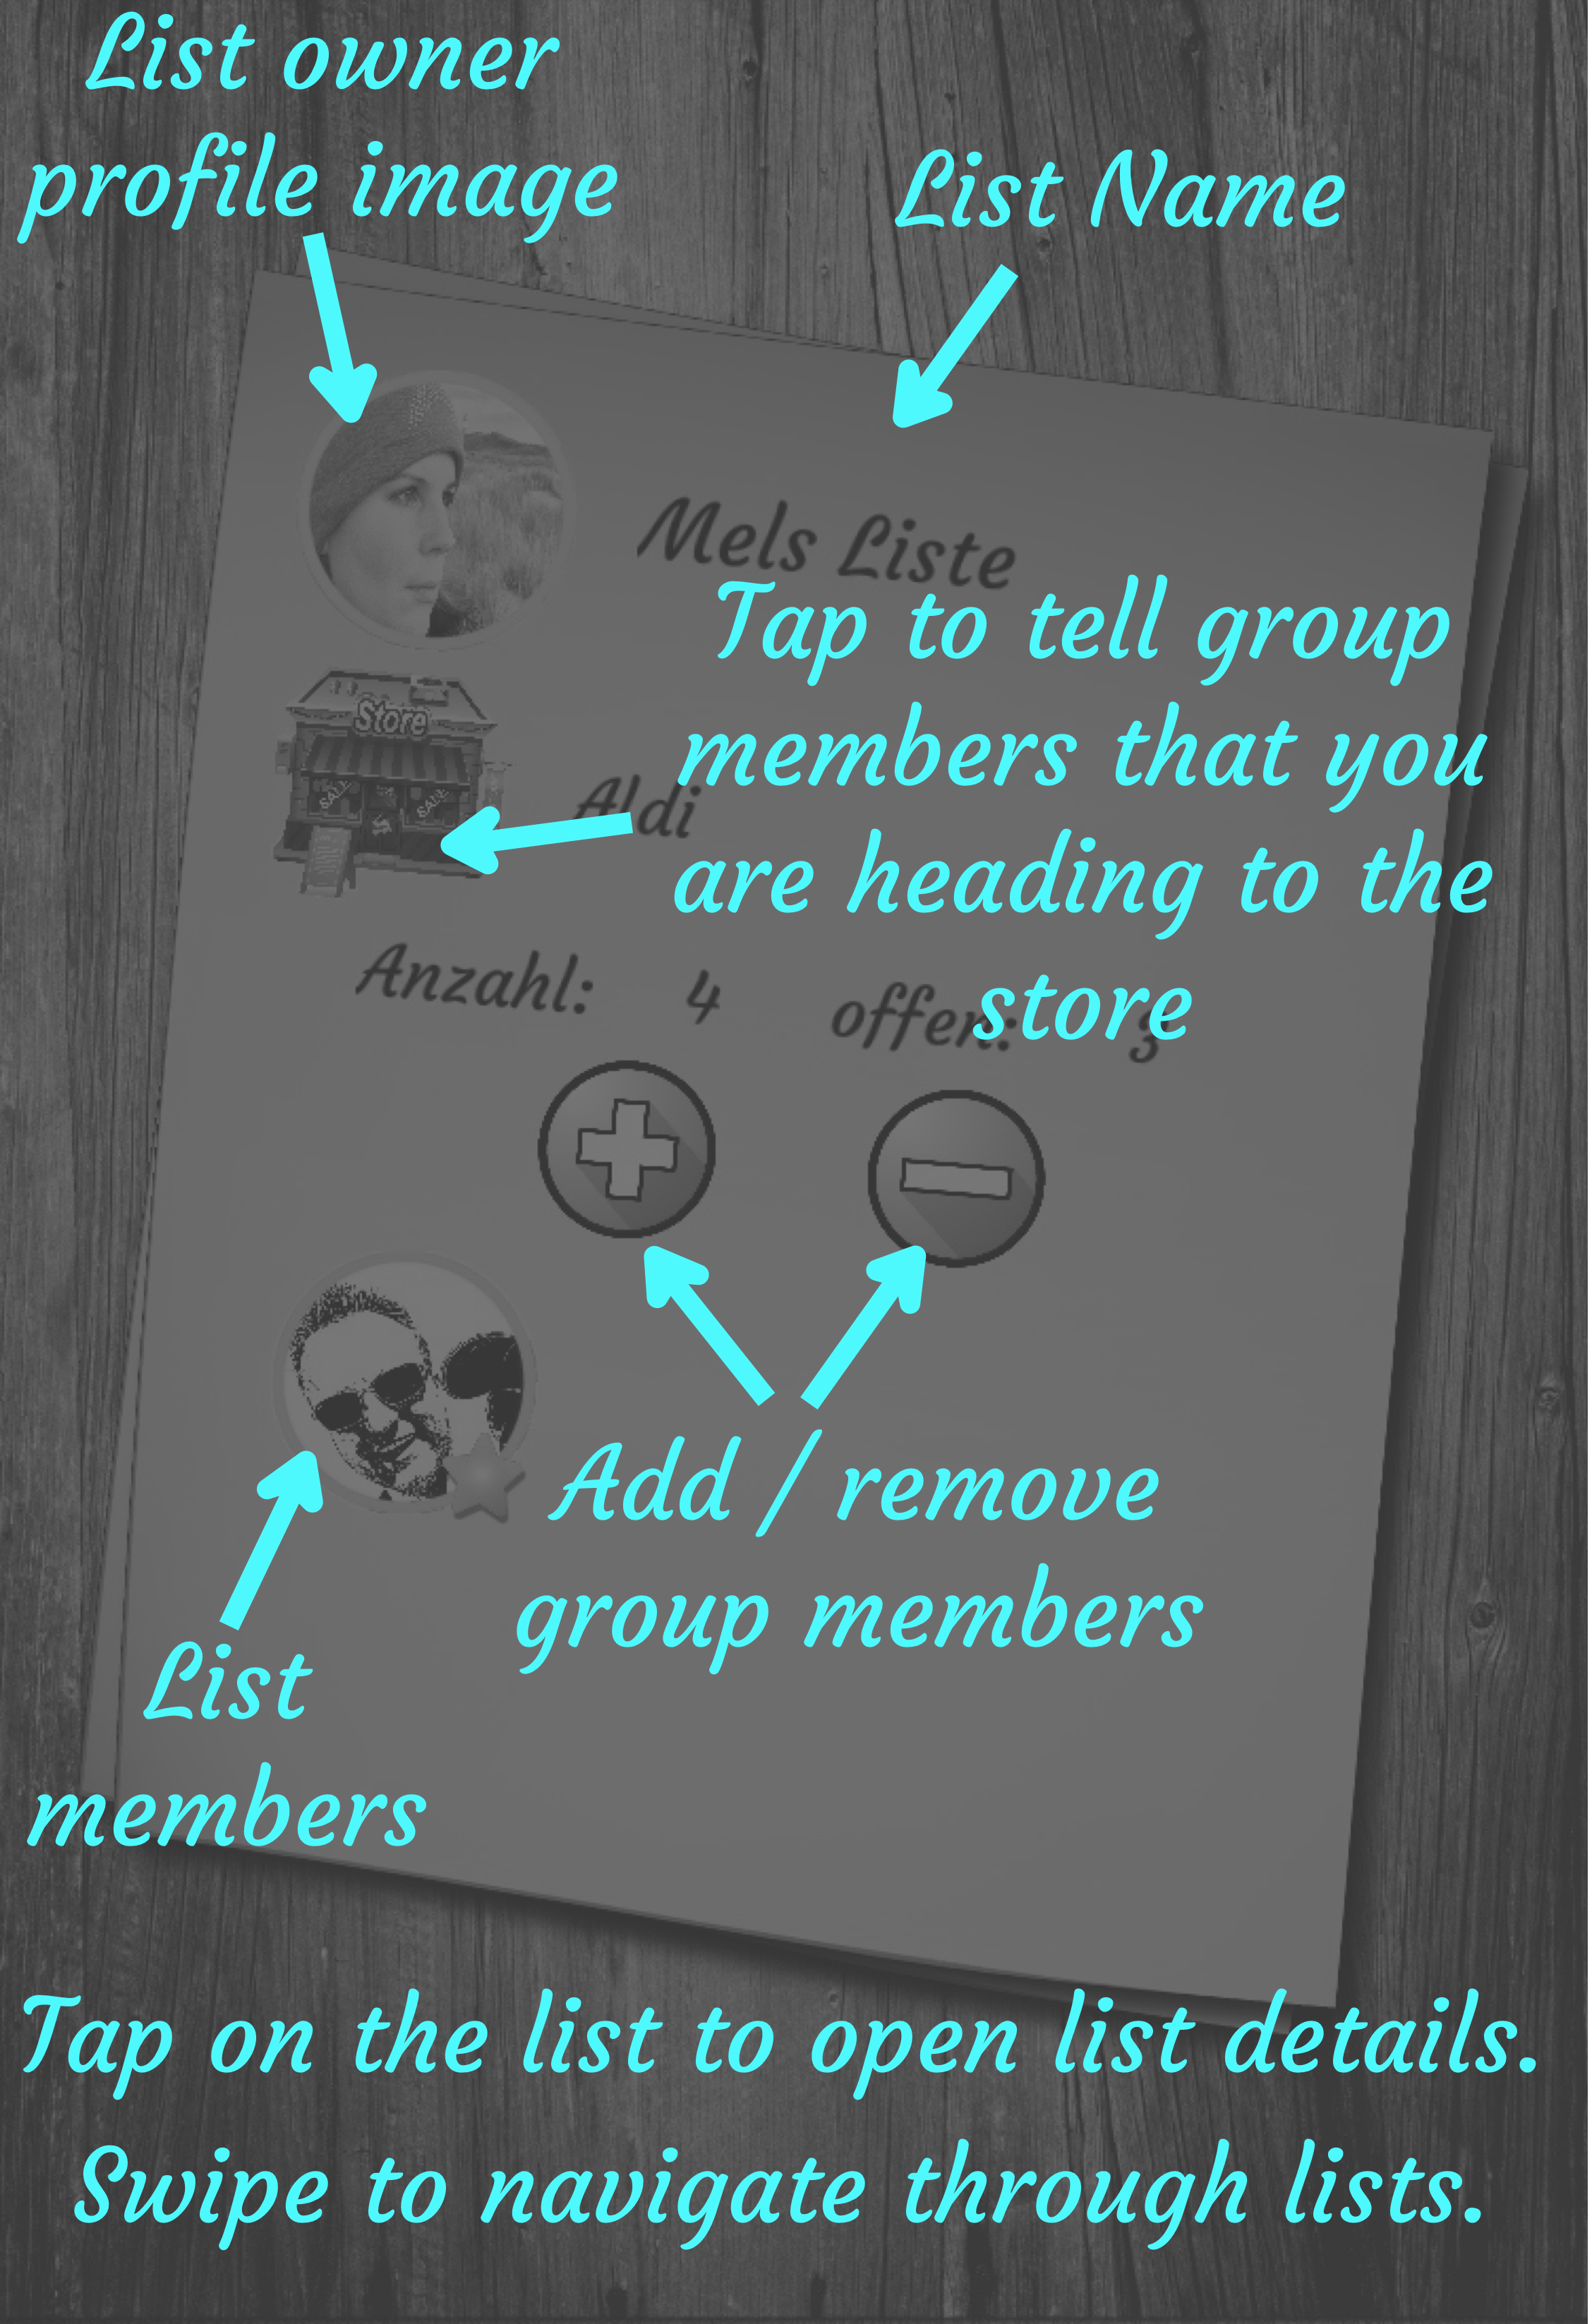 List owner
profile image
List Name
Mels Liste
Tap to tell group
members that you
are heading to the
store
Store
SALE
SALE
Aldi
Anzahl: 4 offen: 3
Add / remove
group members
List
members
Tap on the list to open list details.
Swipe to navigate through lists.